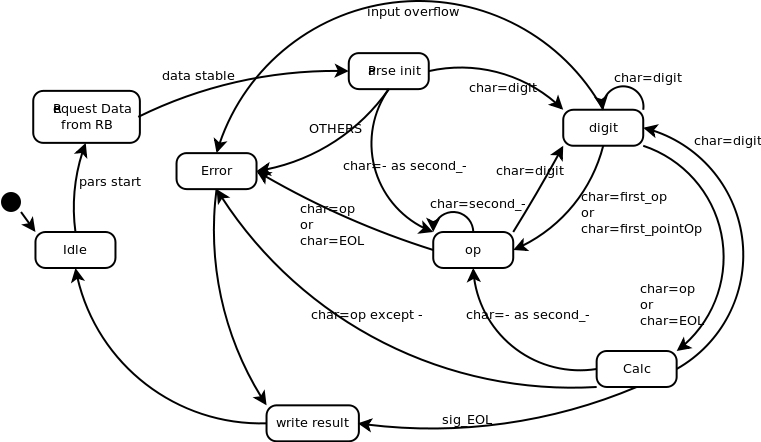 input overflow
Parse init
data stable
char=digit
char=digit
Request Data
from RB
digit
OTHERS
char=digit
Error
char=- as second_-
char=digit
pars start
char=second_-
char=first_op
or
char=first_pointOp
char=op
or
char=EOL
Idle
op
char=op
or
char=EOL
char=op except -
char=- as second_-
Calc
write result
sig_EOL